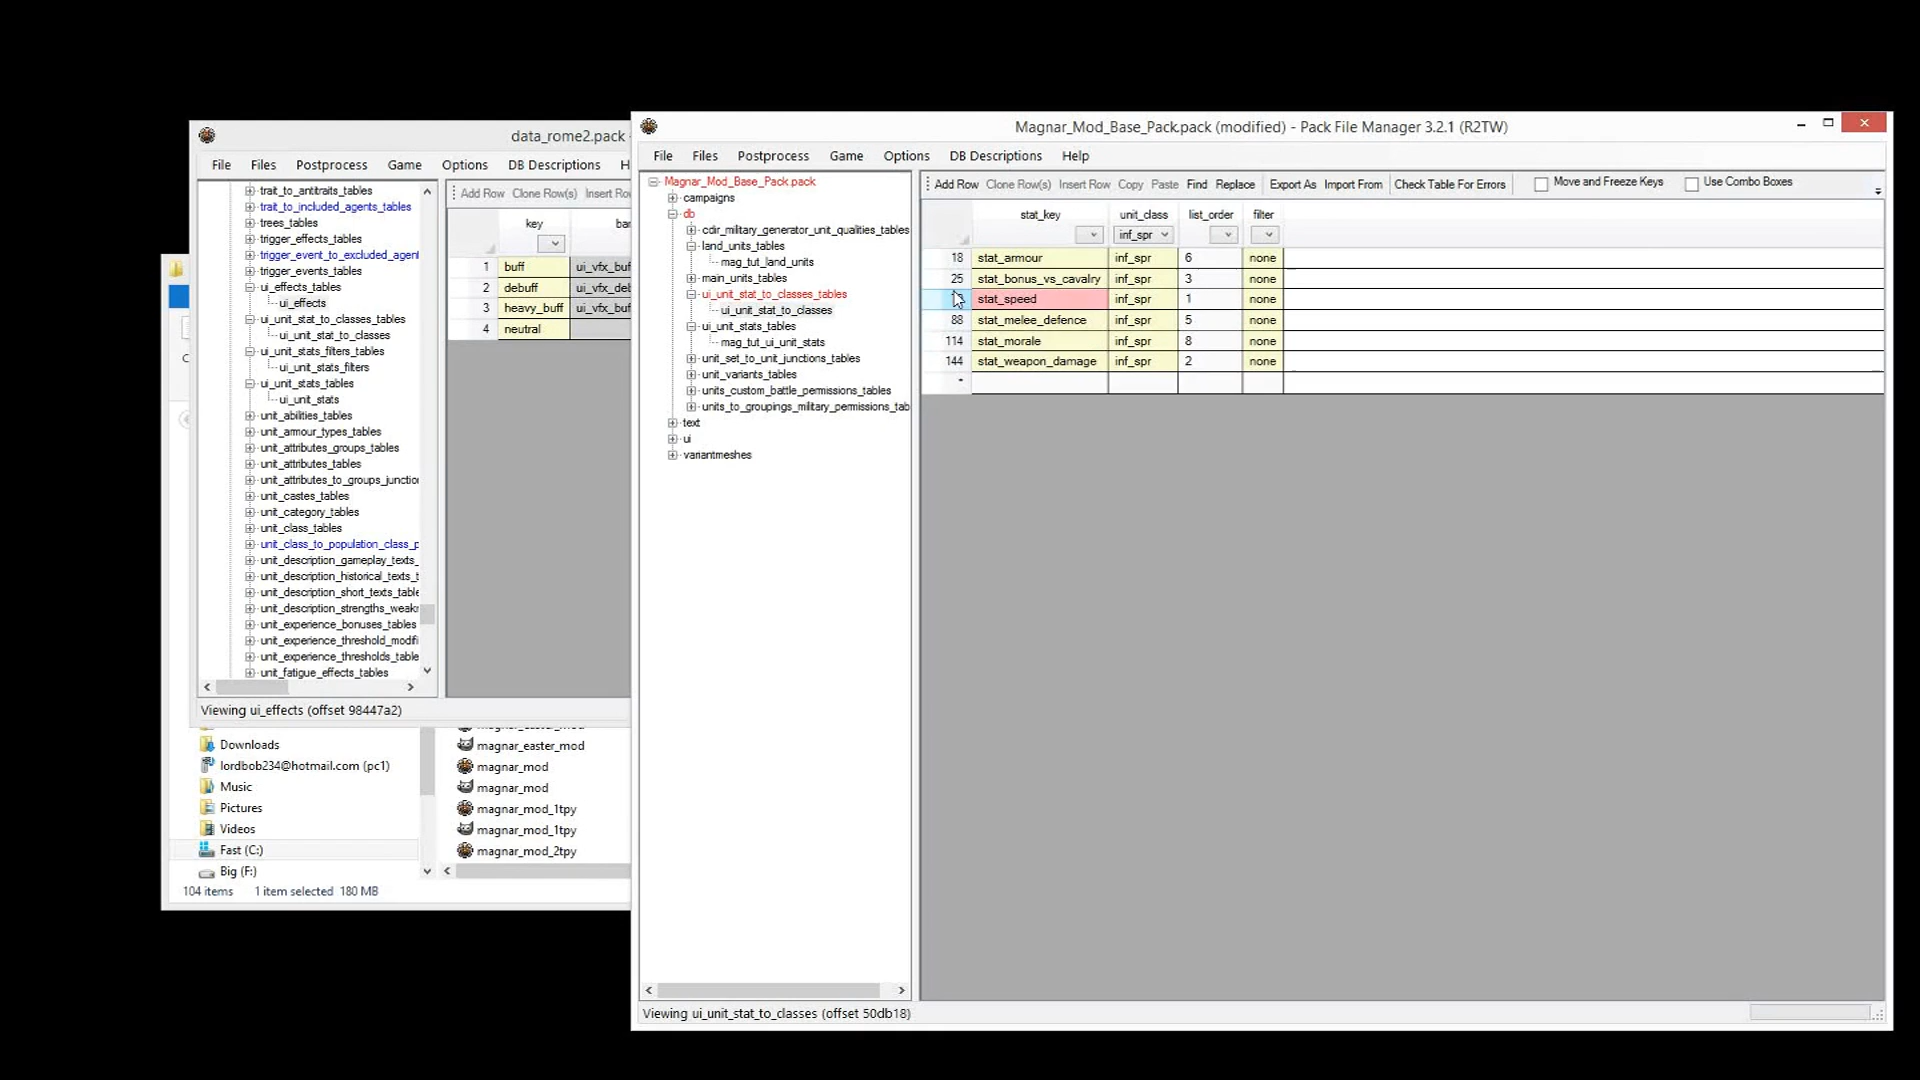 data_rome2.pack -
File Files Postprocess Game Options DB Descriptions H
trait_to_antitraits_tables
trait_to_included_agents_tables
trees_tables
trigger_effects_tables
trigger_event_to_excluded_agent
trigger_events_tables
ui_effects_tables
ui_effects
ui_unit_stat_to_classes_tables
ui_unit_stat_to_classes
ui_unit_stats_filters_tables
ui_unit_stats_filters
ui_unit_stats_tables
ui_unit_stats
unit_abilities_tables
unit_armour_types_tables
unit_attributes_groups_tables
unit_attributes_tables
unit_attributes_to_groups_junctio
unit_castes_tables
unit_category_tables
unit_class_tables
unit_class_to_population_class_p
unit_description_gameplay_texts_
unit_description_historical_texts_t
unit_description_short_texts_table
unit_description_strengths_weak
unit_experience_bonuses_tables
unit_experience_threshold_modifi
unit_experience_thresholds_table
unit_fatigue_effects_tables
Add Row Clone Row(s) Insert Ro
key
1 buff ui_vfx_buf
2 debuff ui_vfx_deb
3 heavy_buff ui_vfx_buf
4 neutral
Viewing ui_effects (offset 98447a2)
Downloads
lordbob234@hotmail.com (pc1)
Music
Pictures
Videos
Fast (C:)
Big (F:)
magnar_easter_mod
magnar_mod
magnar_mod
magnar_mod_1tpy
magnar_mod_1tpy
magnar_mod_2tpy
104 items 1 item selected 180 MB
Magnar_Mod_Base_Pack.pack (modified) - Pack File Manager 3.2.1 (R2TW)
File Files Postprocess Game Options DB Descriptions Help
Magnar_Mod_Base_Pack.pack
campaigns
db
cdir_military_generator_unit_qualities_tables
land_units_tables
mag_tut_land_units
main_units_tables
ui_unit_stat_to_classes_tables
ui_unit_stat_to_classes
ui_unit_stats_tables
mag_tut_ui_unit_stats
unit_set_to_unit_junctions_tables
unit_variants_tables
units_custom_battle_permissions_tables
units_to_groupings_military_permissions_tab
text
ui
variantmeshes
Add Row Clone Row(s) Insert Row Copy Paste Find Replace Export As Import From Check Table For Errors Move and Freeze Keys Use Combo Boxes
stat_key unit_class list_order filter
inf_spr
18 stat_armour inf_spr 6 none
25 stat_bonus_vs_cavalry inf_spr 3 none
stat_speed inf_spr 1 none
88 stat_melee_defence inf_spr 5 none
114 stat_morale inf_spr 8 none
144 stat_weapon_damage inf_spr 2 none
Viewing ui_unit_stat_to_classes (offset 50db18)